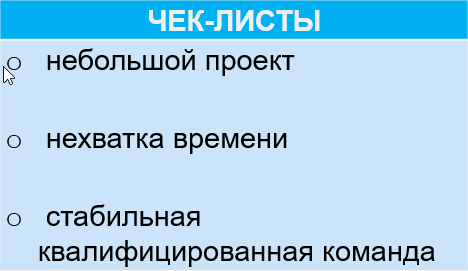 ЧЕК-ЛИСТЫ
о небольшой проект
о нехватка времени
о стабильная
квалифицированная команда